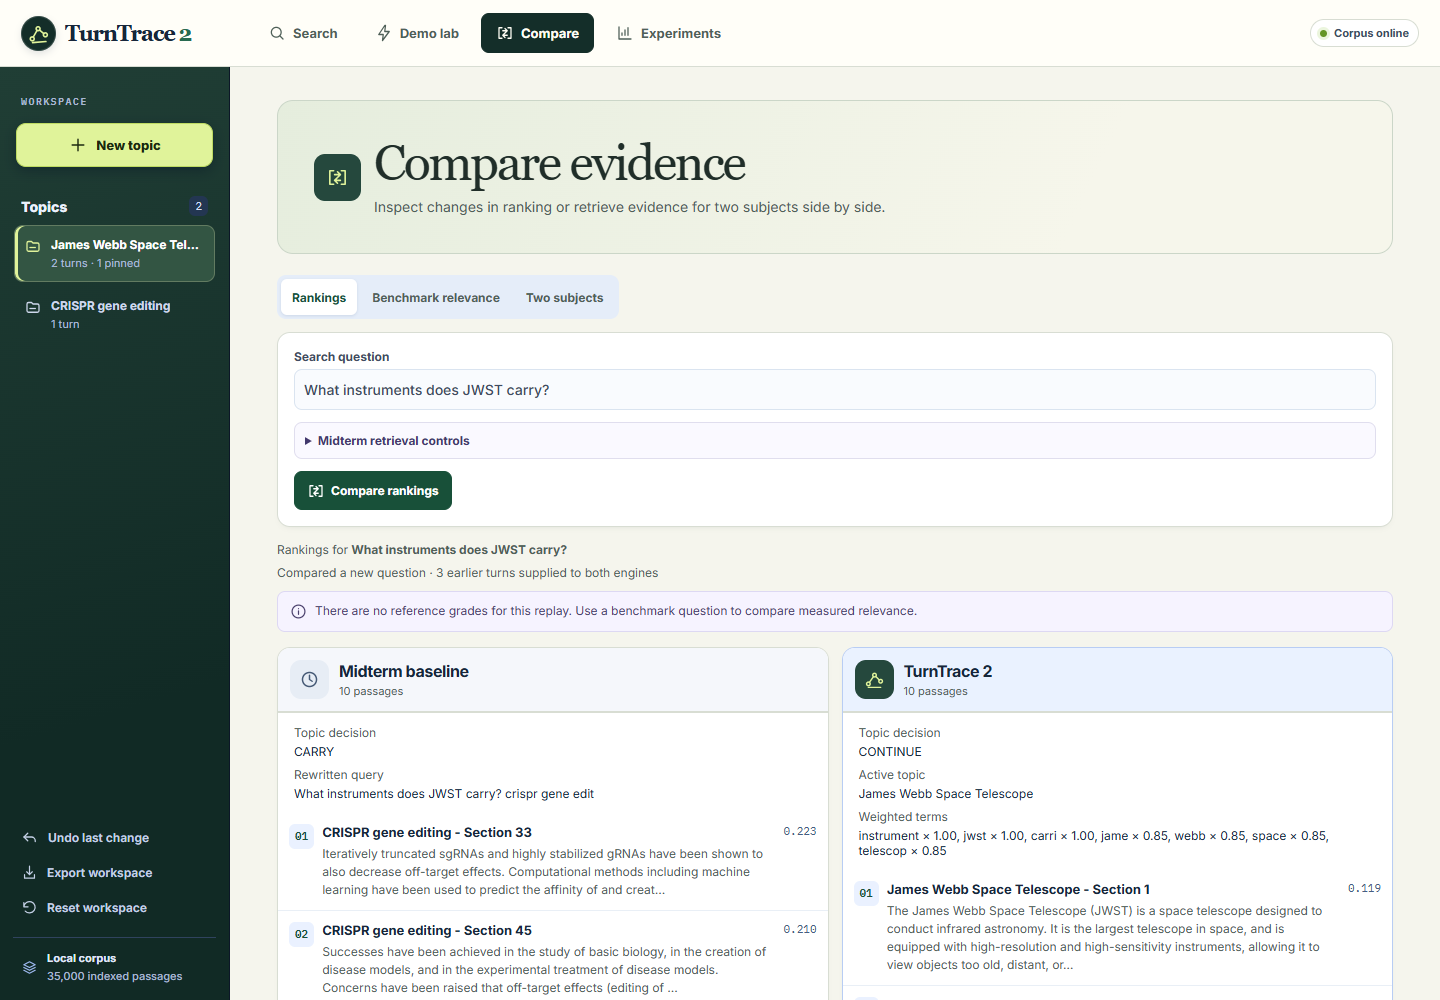 TurnTrace 2
Search
Demo lab
Compare
Experiments
Corpus online
WORKSPACE
New topic
Topics
2
James Webb Space Tel...
2 turns · 1 pinned
CRISPR gene editing
1 turn
Undo last change
Export workspace
Reset workspace
Local corpus
35,000 indexed passages
Compare evidence
Inspect changes in ranking or retrieve evidence for two subjects side by side.
Rankings
Benchmark relevance
Two subjects
Search question
What instruments does JWST carry?
Midterm retrieval controls
Compare rankings
Rankings for What instruments does JWST carry?
Compared a new question · 3 earlier turns supplied to both engines
There are no reference grades for this replay. Use a benchmark question to compare measured relevance.
Midterm baseline
10 passages
Topic decision
CARRY
Rewritten query
What instruments does JWST carry? crispr gene edit
01
CRISPR gene editing - Section 33
0.223
Iteratively truncated sgRNAs and highly stabilized gRNAs have been shown to
also decrease off-target effects. Computational methods including machine
learning have been used to predict the affinity of and creat...
02
CRISPR gene editing - Section 45
0.210
Successes have been achieved in the study of basic biology, in the creation of
disease models, and in the experimental treatment of disease models.
Concerns have been raised that off-target effects (editing of ...
TurnTrace 2
10 passages
Topic decision
CONTINUE
Active topic
James Webb Space Telescope
Weighted terms
instrument × 1.00, jwst × 1.00, carri × 1.00, jame × 0.85, webb × 0.85, space × 0.85,
telescop × 0.85
01
James Webb Space Telescope - Section 1
0.119
The James Webb Space Telescope (JWST) is a space telescope designed to
conduct infrared astronomy. It is the largest telescope in space, and is
equipped with high-resolution and high-sensitivity instruments, allowing it to
view objects too old, distant, or...